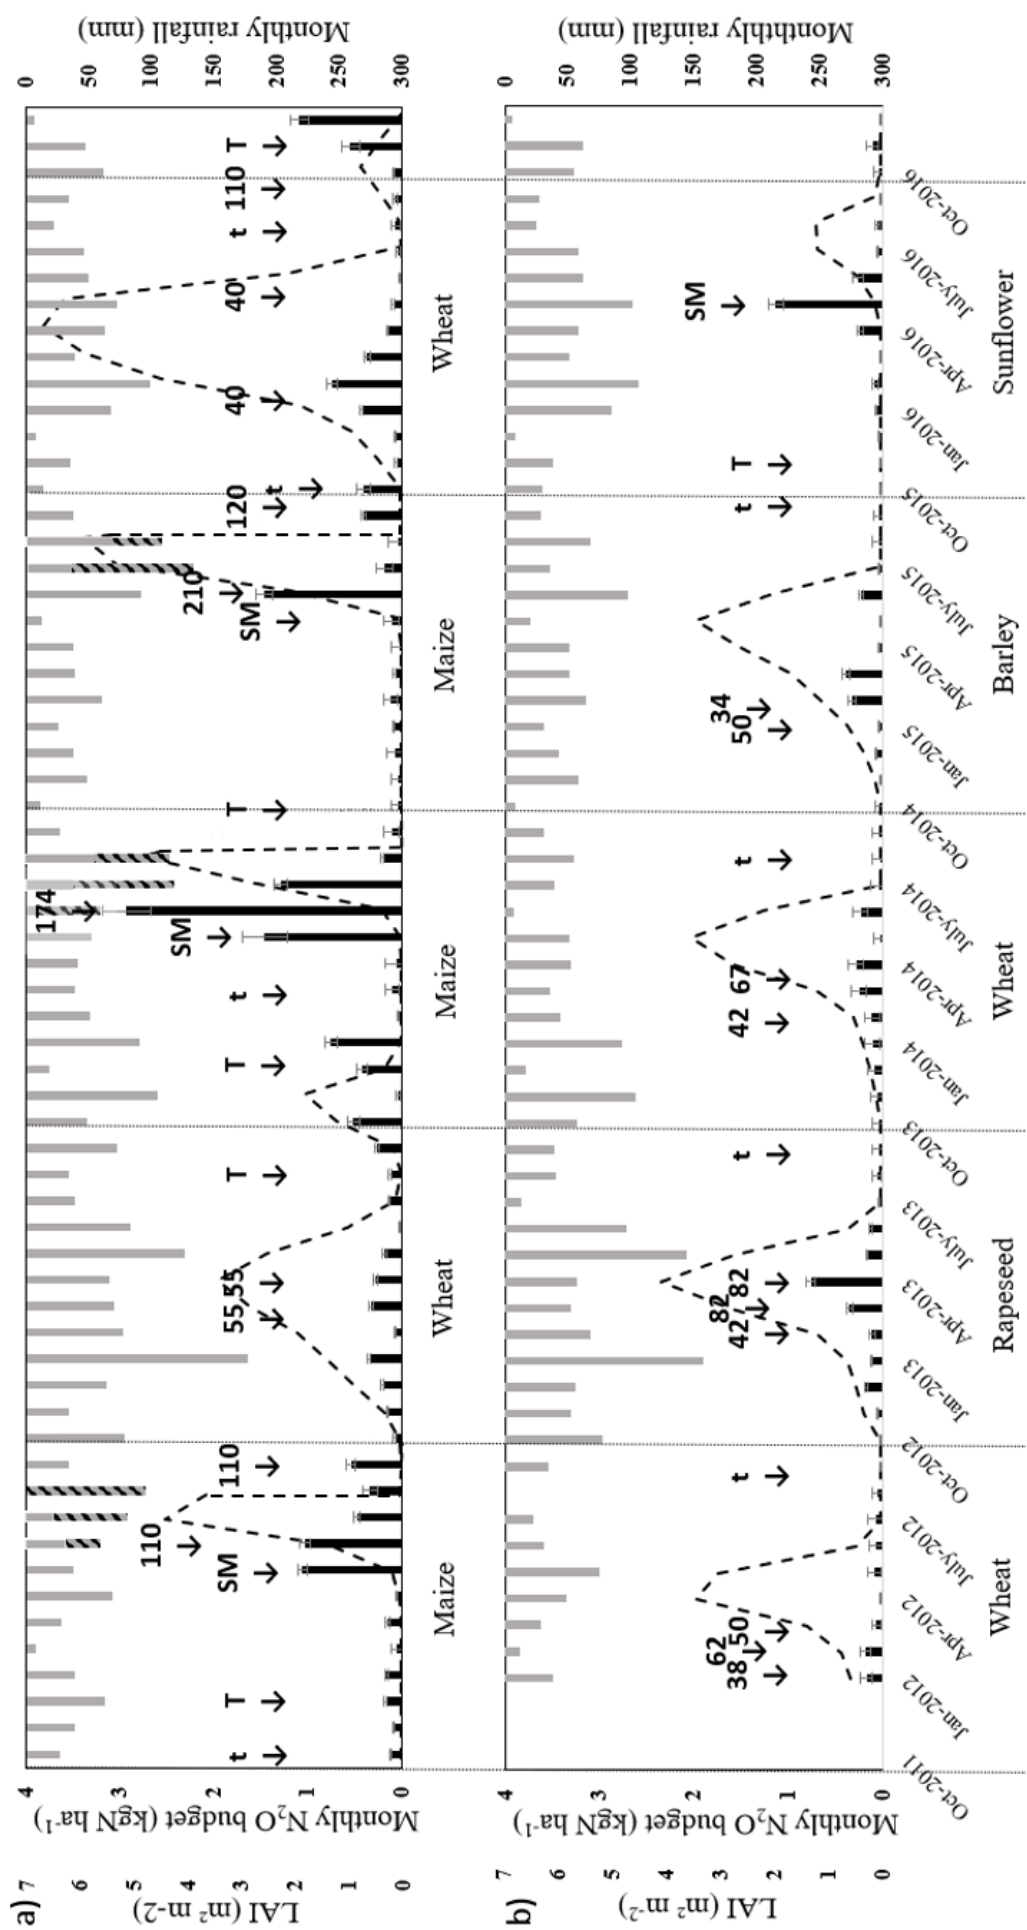 a)
LAI (m² m-2)
7
6
5
4
3
2
1
0
Monthly N₂O budget (kgN ha⁻¹)
4
3
2
1
0
t
T
SM
110
110
55,55
T
T
t
SM
174
T
SM
210
120
t
40
40
t
110
T
Maize
Wheat
Maize
Maize
Wheat
0
50
100
150
200
250
300
Monthly rainfall
(mm)
b)
LAI (m² m⁻²)
7
6
5
4
3
2
1
0
Monthly N₂O budget (kgN ha⁻¹)
4
3
2
1
0
62
38
50
t
82
42, 82
t
42 67
t
34
50
t
T
SM
0
50
100
150
200
250
300
Monththly rainfall
(mm)
Oct-2011
Jan-2012
Apr-2012
July-2012
Oct-2012
Jan-2013
Apr-2013
July-2013
Oct-2013
Jan-2014
Apr-2014
July-2014
Oct-2014
Jan-2015
Apr-2015
July-2015
Oct-2015
Jan-2016
Apr-2016
July-2016
Oct-2016
Wheat
Rapeseed
Wheat
Barley
Sunflower